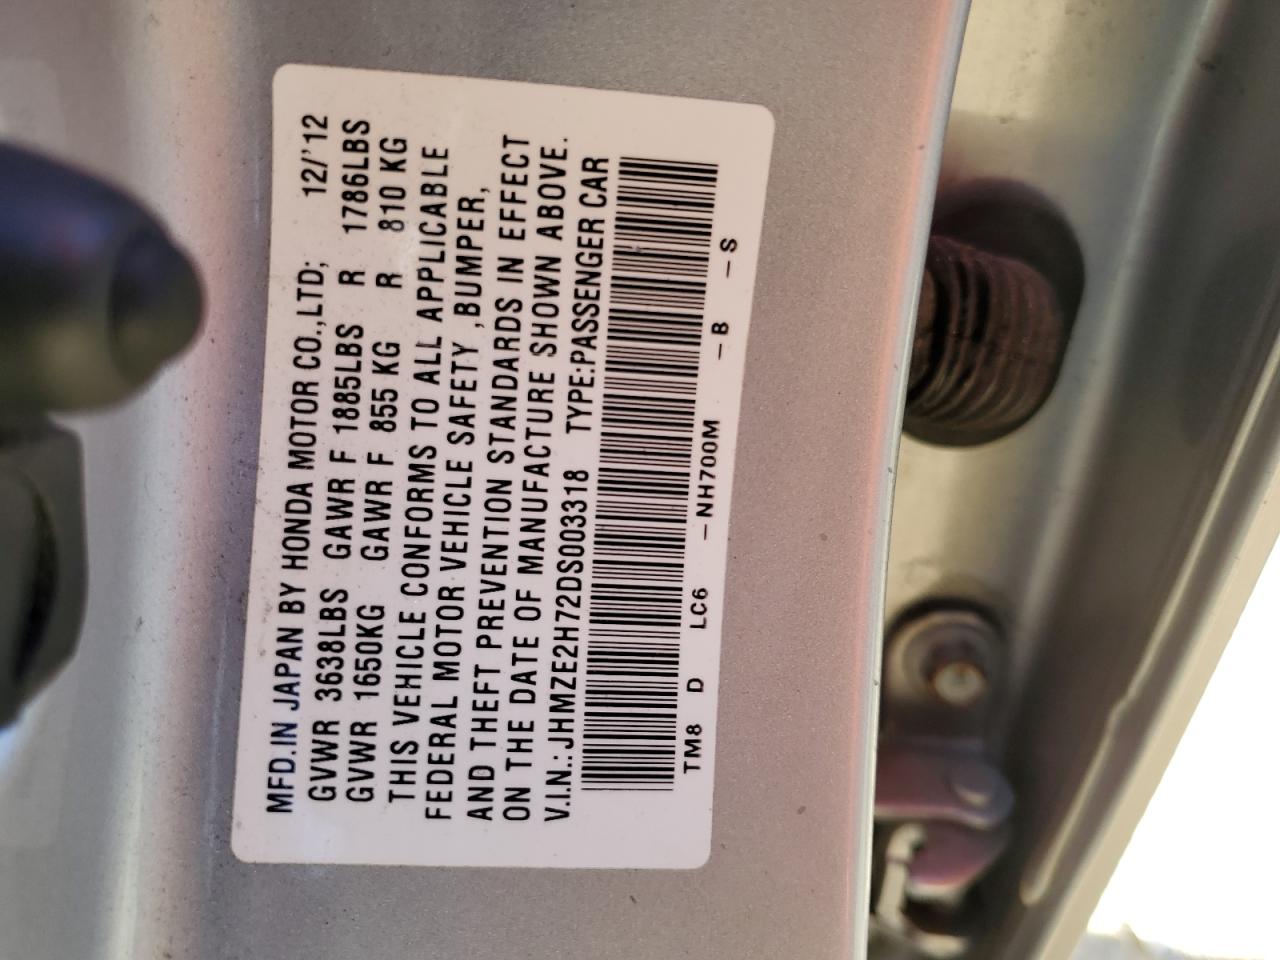 MFD.IN JAPAN BY HONDA MOTOR CO.,LTD; 12/'12
GVWR 3638LBS GAWR F 1885LBS R 1786LBS
GVWR 1650KG GAWR F 855 KG R 810 KG
THIS VEHICLE CONFORMS TO ALL APPLICABLE
FEDERAL MOTOR VEHICLE SAFETY ,BUMPER,
AND THEFT PREVENTION STANDARDS IN EFFECT
ON THE DATE OF MANUFACTURE SHOWN ABOVE.
V.I.N.:JHMZE2H72DS003318 TYPE:PASSENGER CAR
TM8 D LC6 -NH700M -B -S